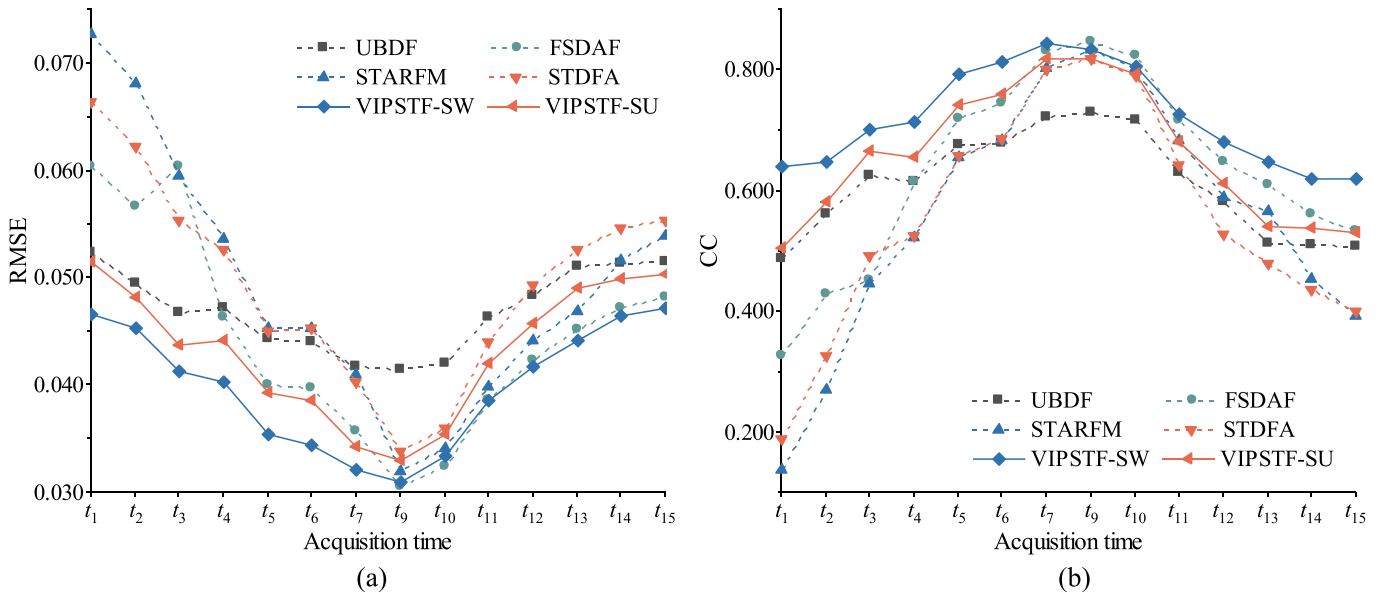 0.070
0.060
0.050
0.040
0.030
RMSE
UBDF
FSDAF
STARFM
STDFA
VIPSTF-SW
VIPSTF-SU
t1 t2 t3 t4 t5 t6 t7 t9 t10 t11 t12 t13 t14 t15
Acquisition time
(a)
0.800
0.600
0.400
0.200
CC
UBDF
FSDAF
STARFM
STDFA
VIPSTF-SW
VIPSTF-SU
t1 t2 t3 t4 t5 t6 t7 t9 t10 t11 t12 t13 t14 t15
Acquisition time
(b)